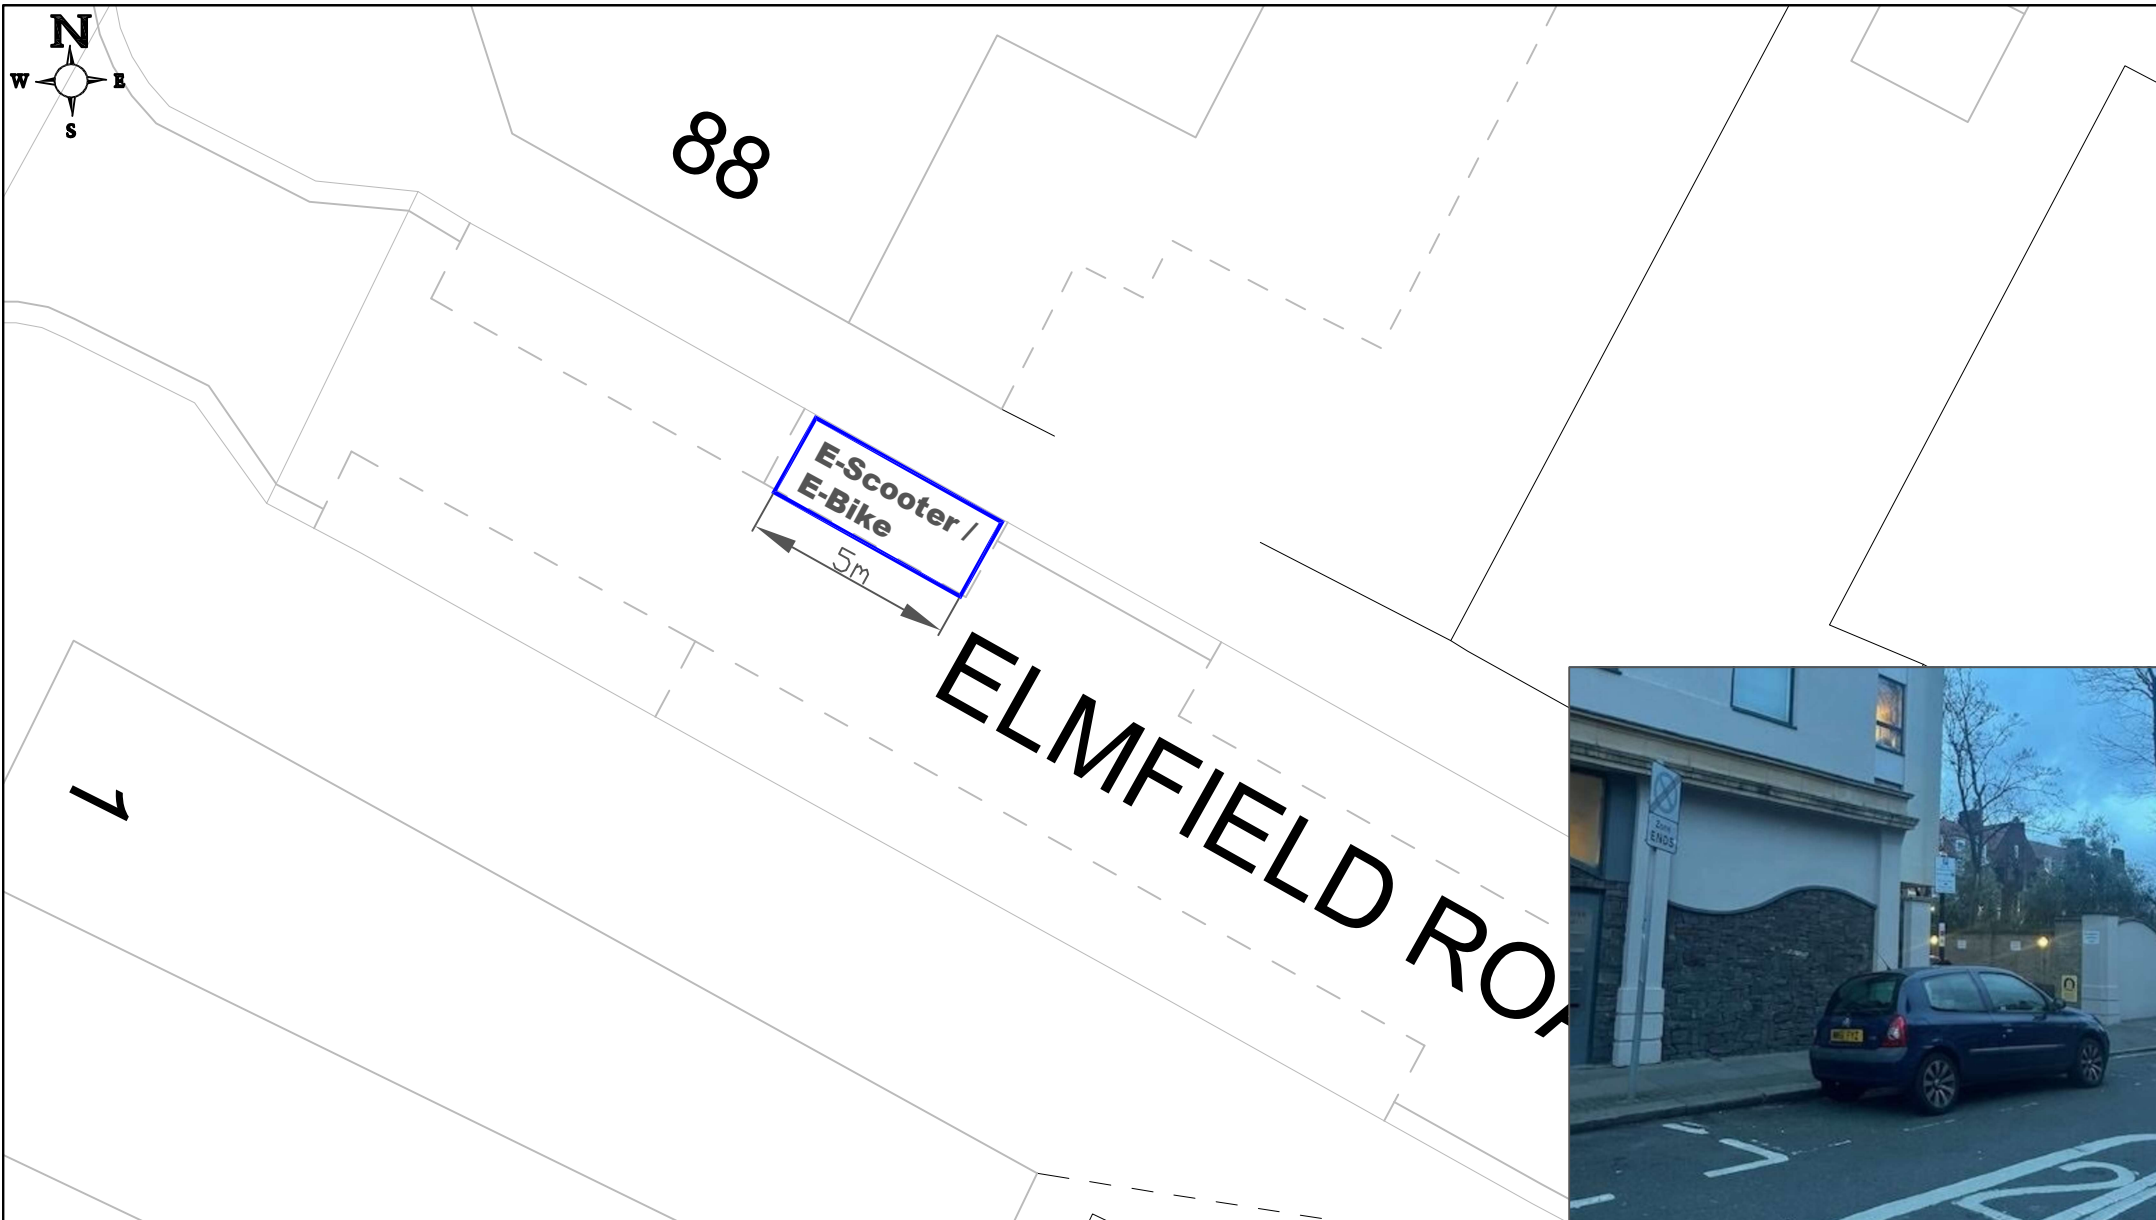 N
W E
S
88
E-Scooter /
E-Bike
5m
ELMFIELD ROA
1
Zone
ENDS